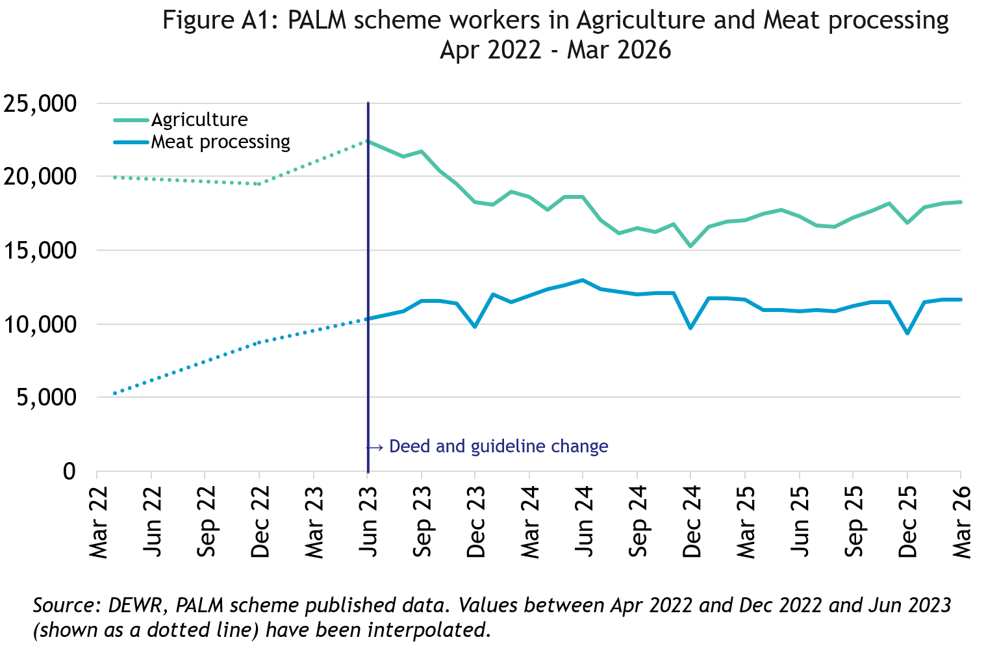 Figure A1: PALM scheme workers in Agriculture and Meat processing
Apr 2022 - Mar 2026
25,000
20,000
15,000
10,000
5,000
0
Agriculture
Meat processing
→ Deed and guideline change
Mar 22
Jun 22
Sep 22
Dec 22
Mar 23
Jun 23
Sep 23
Dec 23
Mar 24
Jun 24
Sep 24
Dec 24
Mar 25
Jun 25
Sep 25
Dec 25
Mar 26
Source: DEWR, PALM scheme published data. Values between Apr 2022 and Dec 2022 and Jun 2023
(shown as a dotted line) have been interpolated.